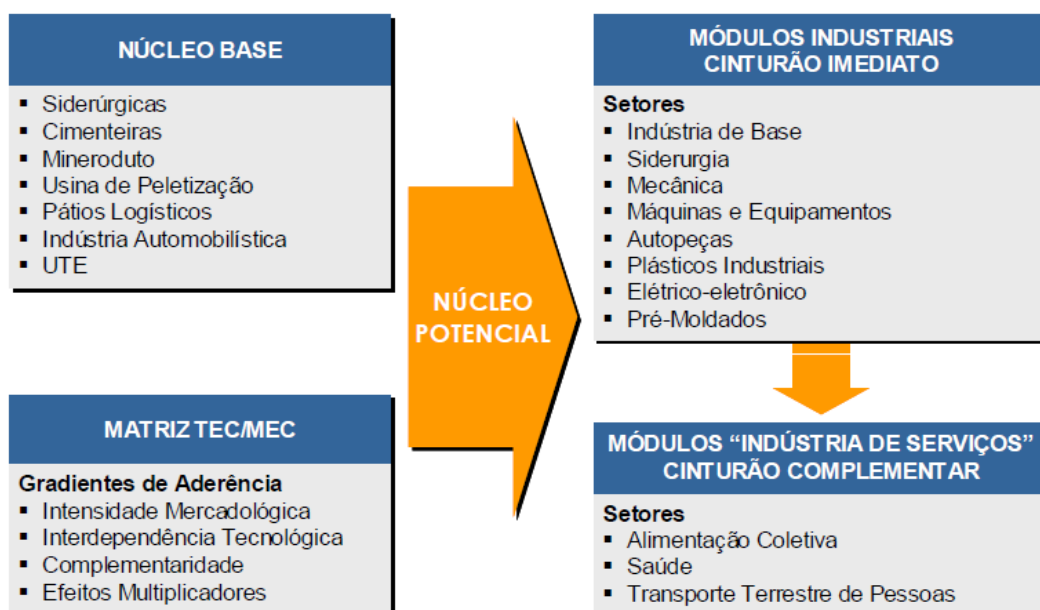 NÚCLEO BASE
▪ Siderúrgicas
▪ Cimenteiras
▪ Mineroduto
▪ Usina de Peletização
▪ Pátios Logísticos
▪ Indústria Automobilística
▪ UTE
MATRIZ TEC/MEC
Gradientes de Aderência
▪ Intensidade Mercadológica
▪ Interdependência Tecnológica
▪ Complementaridade
▪ Efeitos Multiplicadores
NÚCLEO
POTENCIAL
MÓDULOS INDUSTRIAIS
CINTURÃO IMEDIATO
Setores
▪ Indústria de Base
▪ Siderurgia
▪ Mecânica
▪ Máquinas e Equipamentos
▪ Autopeças
▪ Plásticos Industriais
▪ Elétrico-eletrônico
▪ Pré-Moldados
MÓDULOS “INDÚSTRIA DE SERVIÇOS”
CINTURÃO COMPLEMENTAR
Setores
▪ Alimentação Coletiva
▪ Saúde
▪ Transporte Terrestre de Pessoas